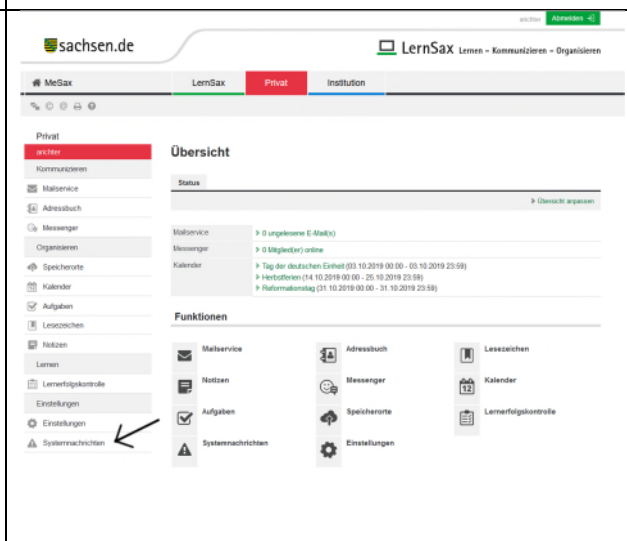 arichter Abmelden
sachsen.de
LernSax Lernen – Kommunizieren – Organisieren
MeSax LernSax Privat Institution
Privat
arichter
Kommunizieren
Mailservice
Adressbuch
Messenger
Organisieren
Speicherorte
Kalender
Aufgaben
Lesezeichen
Notizen
Lernen
Lernerfolgskontrolle
Einstellungen
Einstellungen
Systemnachrichten
Übersicht
Status
Übersicht anpassen
Mailservice 0 ungelesene E-Mail(s)
Messenger 0 Mitglied(er) online
Kalender Tag der deutschen Einheit (03.10.2019 00:00 - 03.10.2019 23:59)
Herbstferien (14.10.2019 00:00 - 25.10.2019 23:59)
Reformationstag (31.10.2019 00:00 - 31.10.2019 23:59)
Funktionen
Mailservice Adressbuch Lesezeichen
Notizen Messenger Kalender
12
Aufgaben Speicherorte Lernerfolgskontrolle
Systemnachrichten Einstellungen